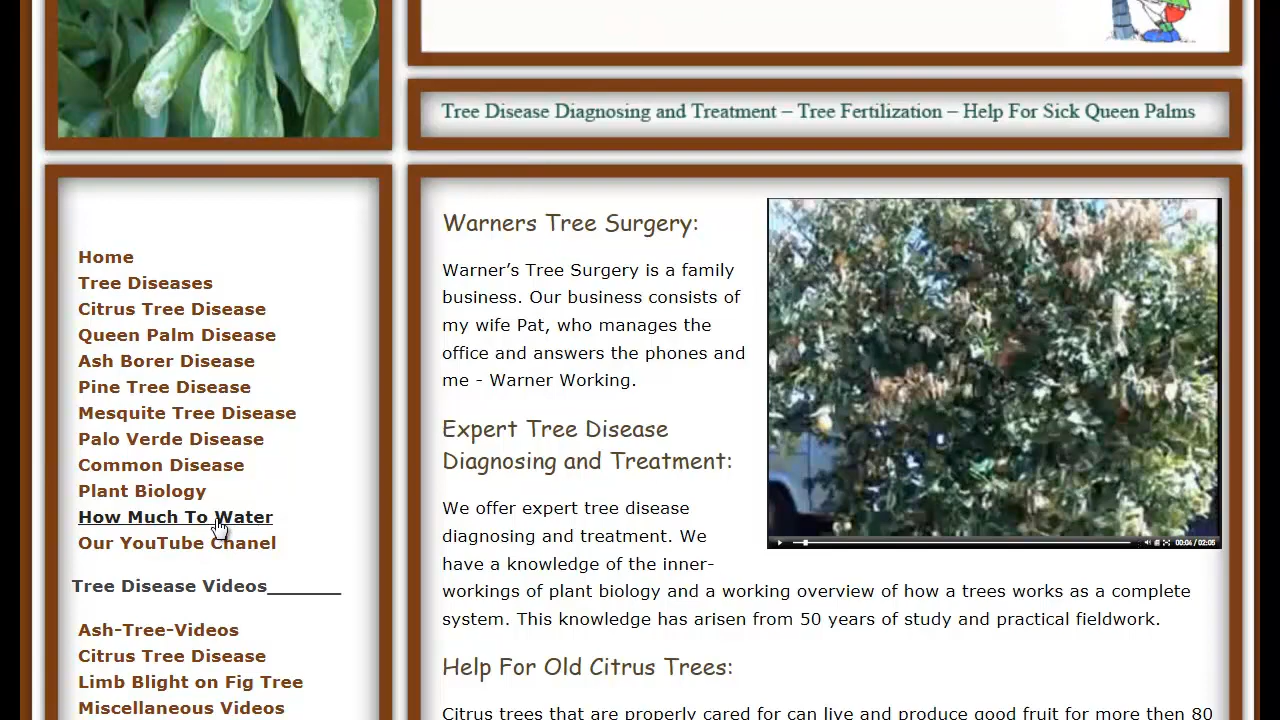 Tree Disease Diagnosing and Treatment – Tree Fertilization – Help For Sick Queen Palms
Home
Tree Diseases
Citrus Tree Disease
Queen Palm Disease
Ash Borer Disease
Pine Tree Disease
Mesquite Tree Disease
Palo Verde Disease
Common Disease
Plant Biology
How Much To Water
Our YouTube Chanel
Tree Disease Videos_______
Ash-Tree-Videos
Citrus Tree Disease
Limb Blight on Fig Tree
Miscellaneous Videos
Warners Tree Surgery:
Warner’s Tree Surgery is a family
business. Our business consists of
my wife Pat, who manages the
office and answers the phones and
me - Warner Working.
Expert Tree Disease
Diagnosing and Treatment:
We offer expert tree disease
diagnosing and treatment. We
have a knowledge of the inner-
workings of plant biology and a working overview of how a trees works as a complete
system. This knowledge has arisen from 50 years of study and practical fieldwork.
Help For Old Citrus Trees:
Citrus trees that are properly cared for can live and produce good fruit for more then 80
00:04 / 02:05